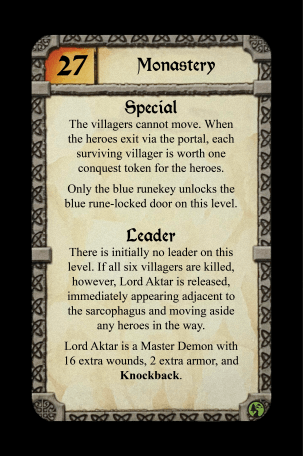 27
Monastery
Special
The villagers cannot move. When
the heroes exit via the portal, each
surviving villager is worth one
conquest token for the heroes.
Only the blue runekey unlocks the
blue rune-locked door on this level.
Leader
There is initially no leader on this
level. If all six villagers are killed,
however, Lord Aktar is released,
immediately appearing adjacent to
the sarcophagus and moving aside
any heroes in the way.
Lord Aktar is a Master Demon with
16 extra wounds, 2 extra armor, and
Knockback.